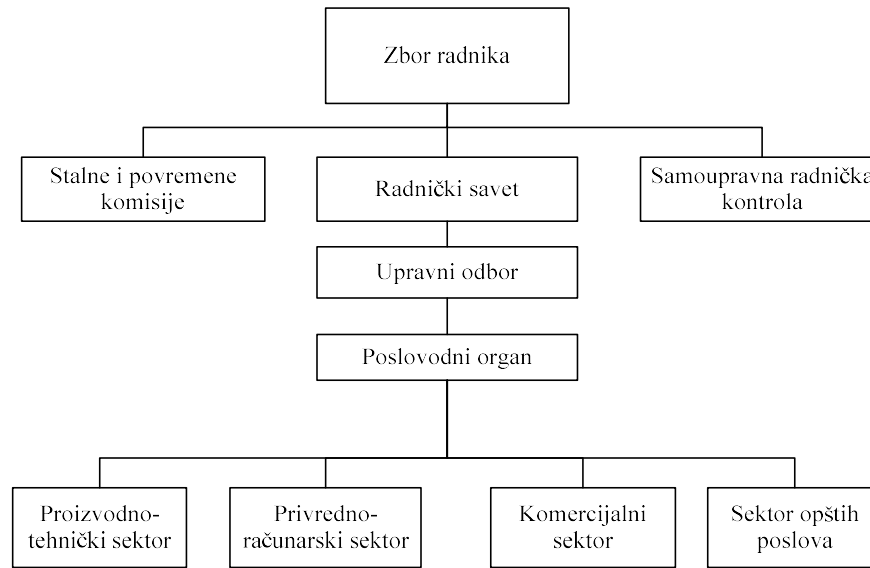 Zbor radnika
Stalne i povremene
komisije
Radnički savet
Samoupravna radnička
kontrola
Upravni odbor
Poslovodni organ
Proizvodno-
tehnički sektor
Privredno-
računarski sektor
Komercijalni
sektor
Sektor opštih
poslova